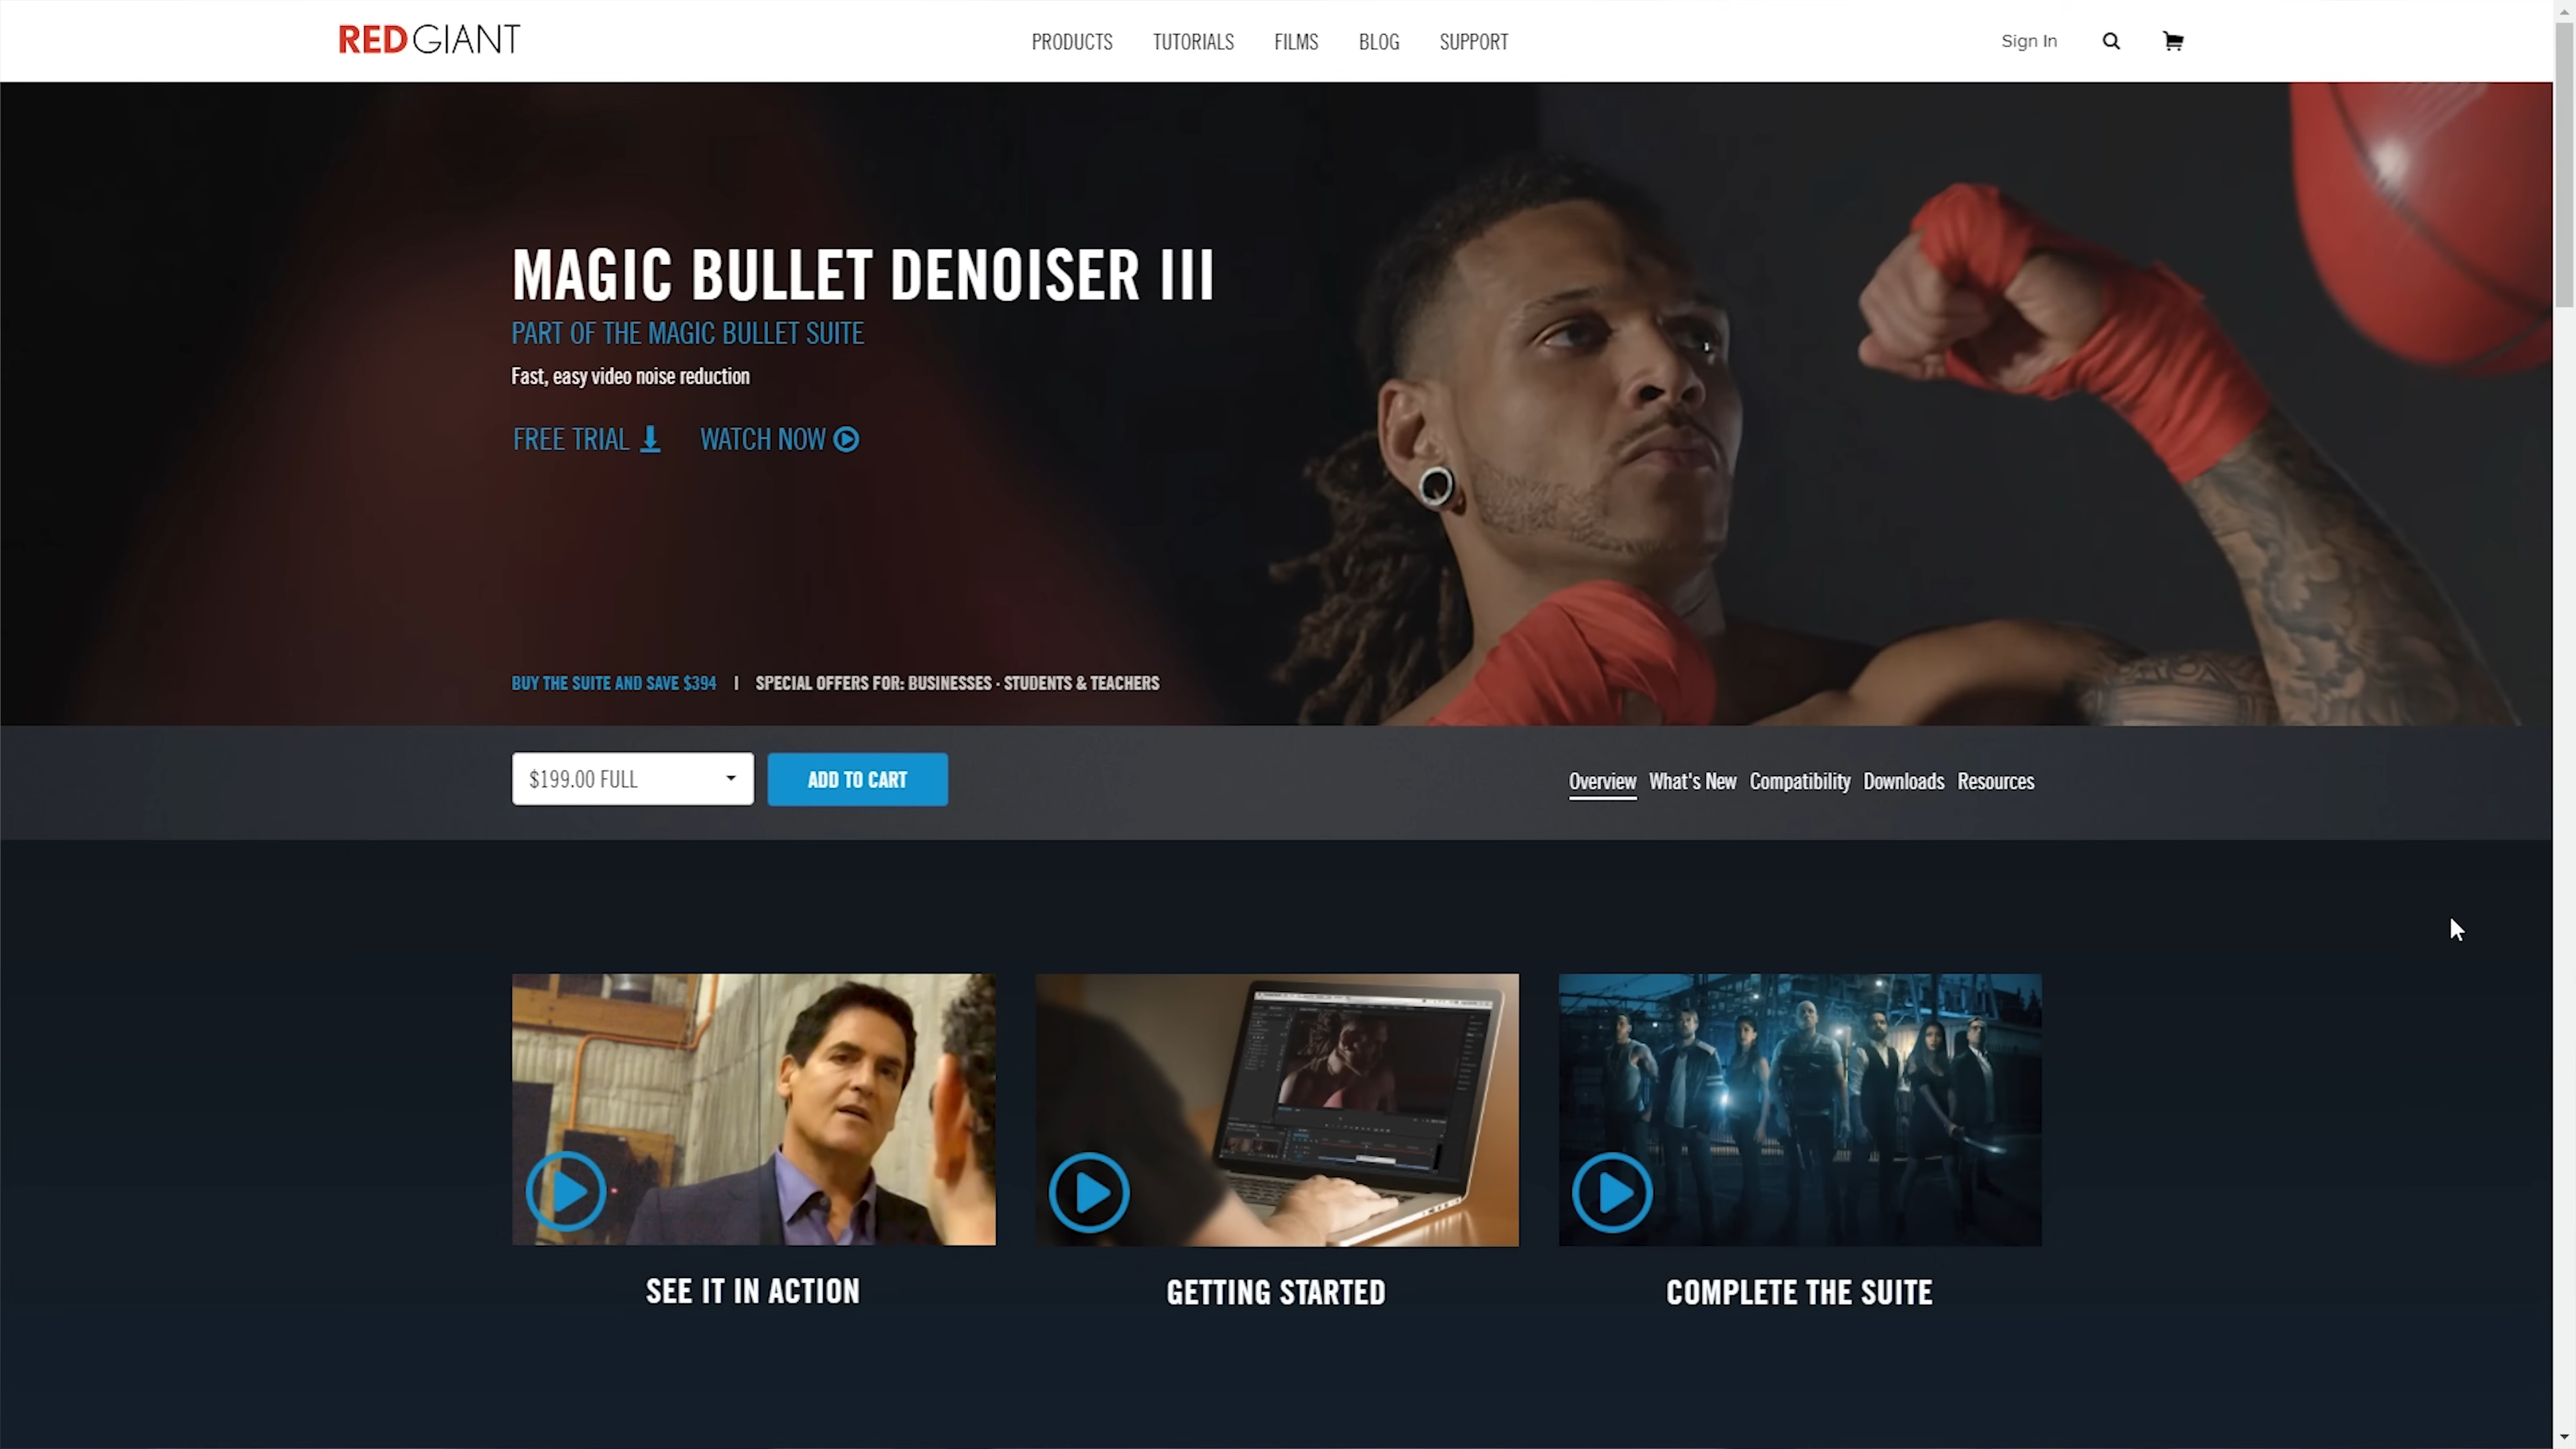 REDGIANT
PRODUCTS TUTORIALS FILMS BLOG SUPPORT
Sign In
MAGIC BULLET DENOISER III
PART OF THE MAGIC BULLET SUITE
Fast, easy video noise reduction
FREE TRIAL WATCH NOW
BUY THE SUITE AND SAVE $394 | SPECIAL OFFERS FOR: BUSINESSES · STUDENTS & TEACHERS
$199.00 FULL
ADD TO CART
Overview What's New Compatibility Downloads Resources
SEE IT IN ACTION
GETTING STARTED
COMPLETE THE SUITE